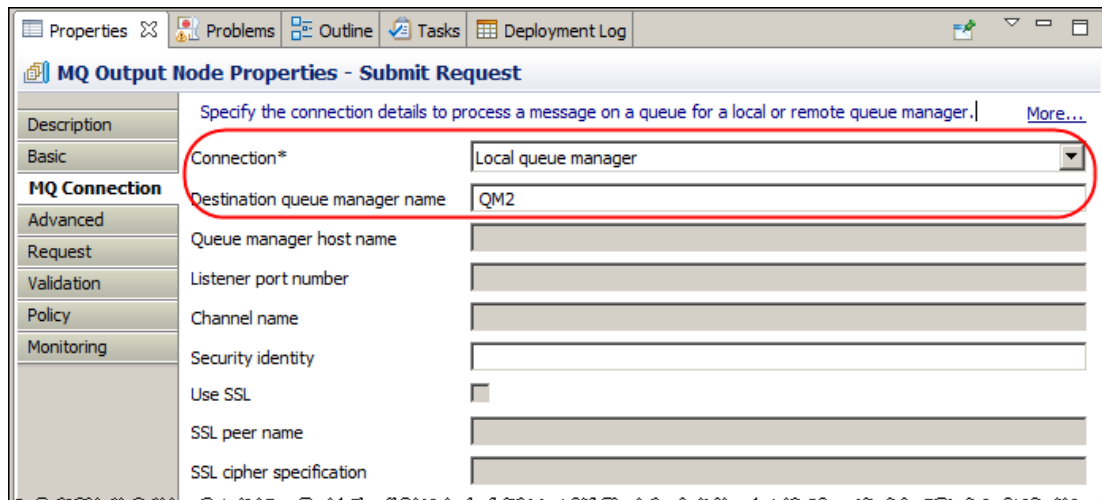 Properties Problems Outline Tasks Deployment Log
MQ Output Node Properties - Submit Request
Specify the connection details to process a message on a queue for a local or remote queue manager. More...
Description
Basic
MQ Connection
Advanced
Request
Validation
Policy
Monitoring
Connection* Local queue manager
Destination queue manager name QM2
Queue manager host name
Listener port number
Channel name
Security identity
Use SSL
SSL peer name
SSL cipher specification